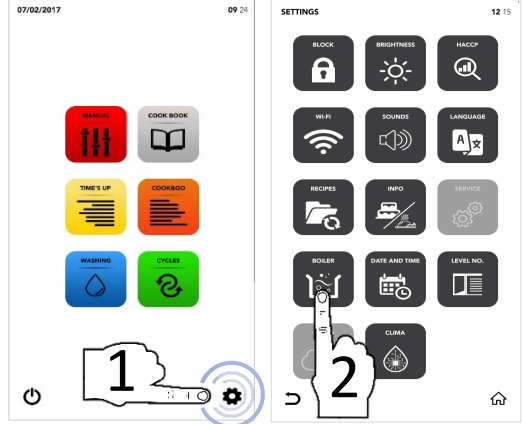 07/02/2017
09 24
MANUAL
COOK BOOK
TIME'S UP
COOK&GO
WASHING
CYCLES
1
SETTINGS
12 15
BLOCK
BRIGHTNESS
HACCP
WI-FI
SOUNDS
LANGUAGE
A
RECIPES
INFO
SERVICE
BOILER
DATE AND TIME
LEVEL NO.
CLIMA
2